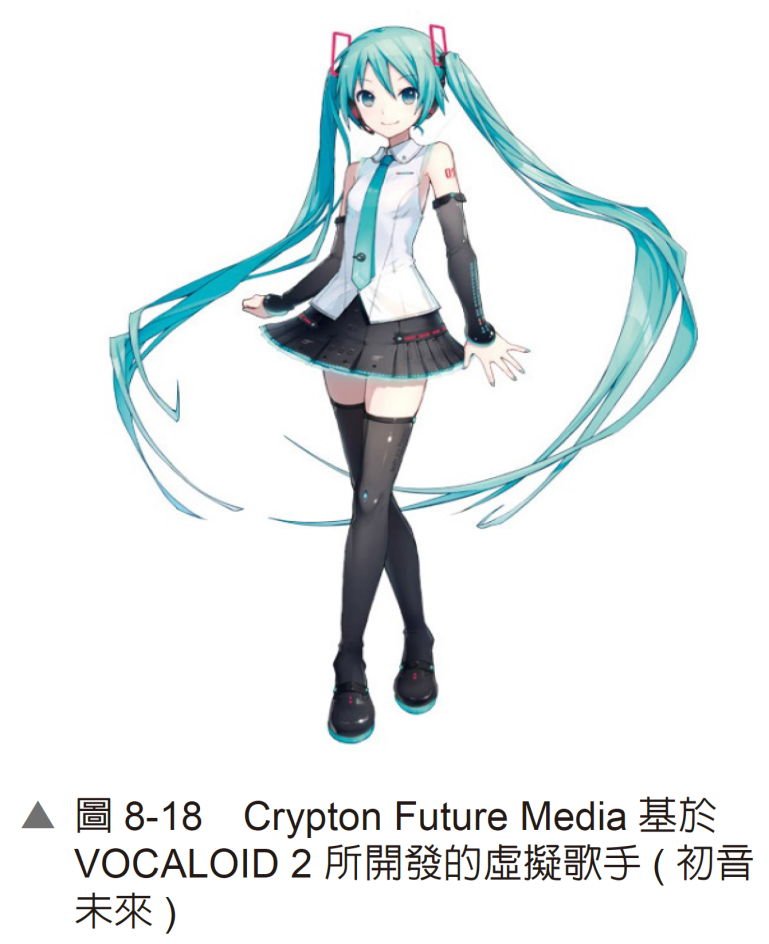 01
▲ 圖 8-18 Crypton Future Media 基於
VOCALOID 2 所開發的虛擬歌手 ( 初音
未來 )